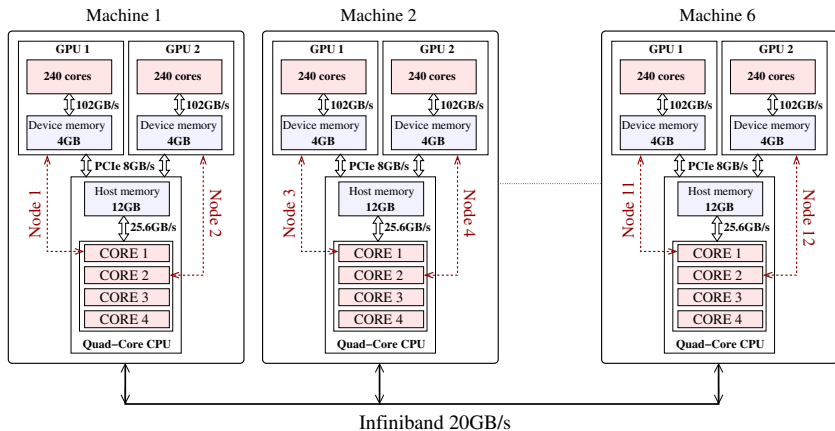 Machine 1
GPU 1
GPU 2
240 cores
240 cores
102GB/s
102GB/s
Device memory
4GB
Device memory
4GB
PCIe 8GB/s
Node 1
Node 2
Host memory
12GB
25.6GB/s
CORE 1
CORE 2
CORE 3
CORE 4
Quad-Core CPU
Machine 2
GPU 1
GPU 2
240 cores
240 cores
102GB/s
102GB/s
Device memory
4GB
Device memory
4GB
PCIe 8GB/s
Node 3
Node 4
Host memory
12GB
25.6GB/s
CORE 1
CORE 2
CORE 3
CORE 4
Quad-Core CPU
Machine 6
GPU 1
GPU 2
240 cores
240 cores
102GB/s
102GB/s
Device memory
4GB
Device memory
4GB
PCIe 8GB/s
Node 11
Node 12
Host memory
12GB
25.6GB/s
CORE 1
CORE 2
CORE 3
CORE 4
Quad-Core CPU
Infiniband 20GB/s